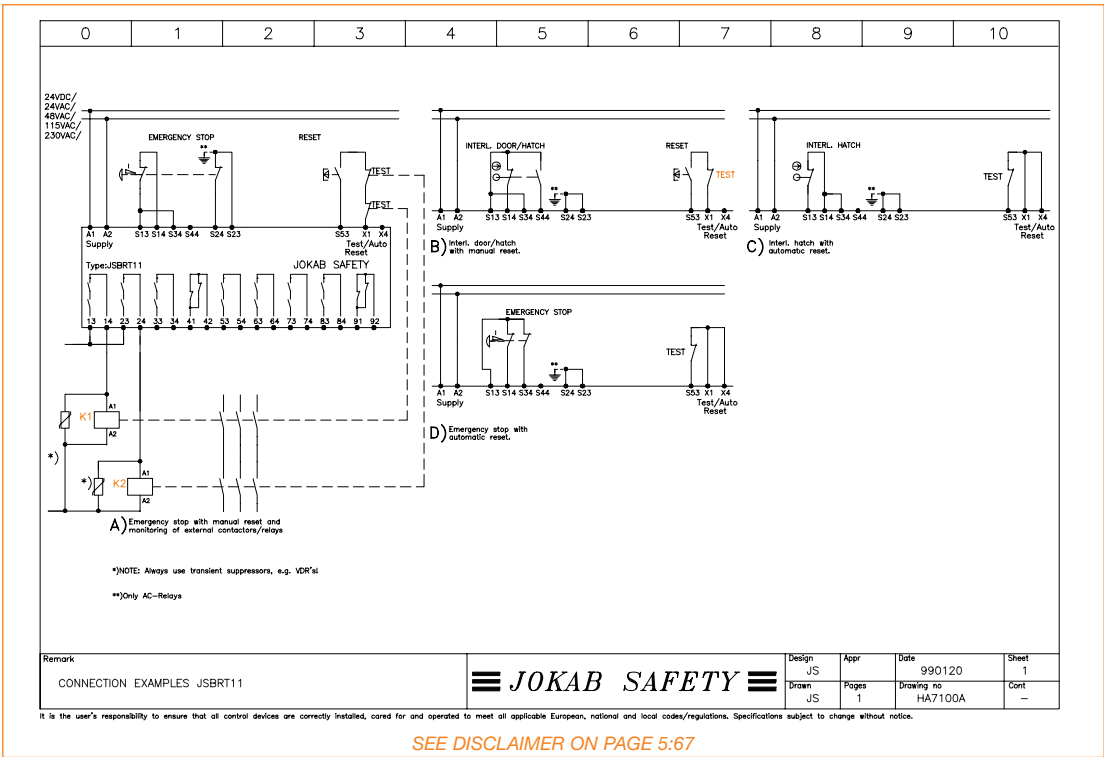 0 1 2 3 4 5 6 7 8 9 10
24VDC/
24VAC/
48VAC/
115VAC/
230VAC/
EMERGENCY STOP
RESET
**
TEST
TEST
A1 A2 S13 S14 S34 S44 S24 S23 S53 X1 X4
Supply
Test/Auto
Reset
Type:JSBRT11
JOKAB SAFETY
13 14 23 24 33 34 41 42 53 54 63 64 73 74 83 84 91 92
K1
A1
A2
*)
*)
K2
A1
A2
A) Emergency stop with manual reset and
monitoring of external contactors/relays
*)NOTE: Always use transient suppressors, e.g. VDR's!
**)Only AC-Relays
INTERL. DOOR/HATCH
RESET
**
TEST
A1 A2 S13 S14 S34 S44 S24 S23 S53 X1 X4
Supply
Test/Auto
Reset
B) Interl. door/hatch
with manual reset.
INTERL. HATCH
**
TEST
A1 A2 S13 S14 S34 S44 S24 S23 S53 X1 X4
Supply
Test/Auto
Reset
C) Interl. hatch with
automatic reset.
EMERGENCY STOP
**
TEST
A1 A2 S13 S14 S34 S44 S24 S23 S53 X1 X4
Supply
Test/Auto
Reset
D) Emergency stop with
automatic reset.
Remark
CONNECTION EXAMPLES JSBRT11
JOKAB SAFETY
Design
JS
Appr
Date
990120
Sheet
1
Drawn
JS
Pages
1
Drawing no
HA7100A
Cont
–
It is the user's responsibility to ensure that all control devices are correctly installed, cared for and operated to meet all applicable European, national and local codes/regulations. Specifications subject to change without notice.
SEE DISCLAIMER ON PAGE 5:67